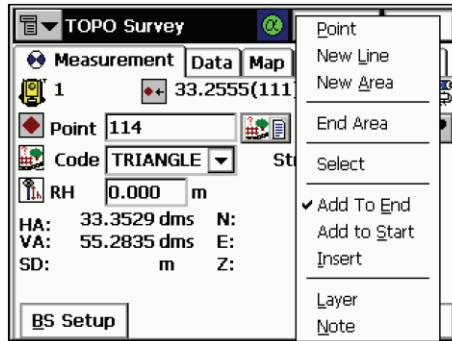 TOPO Survey
α
Measurement
Data
Map
1
33.2555(111
Point 114
Code TRIANGLE
St
RH 0.000 m
HA: 33.3529 dms N:
VA: 55.2835 dms E:
SD: m Z:
BS Setup
Point
New Line
New Area
End Area
Select
✓ Add To End
Add to Start
Insert
Layer
Note